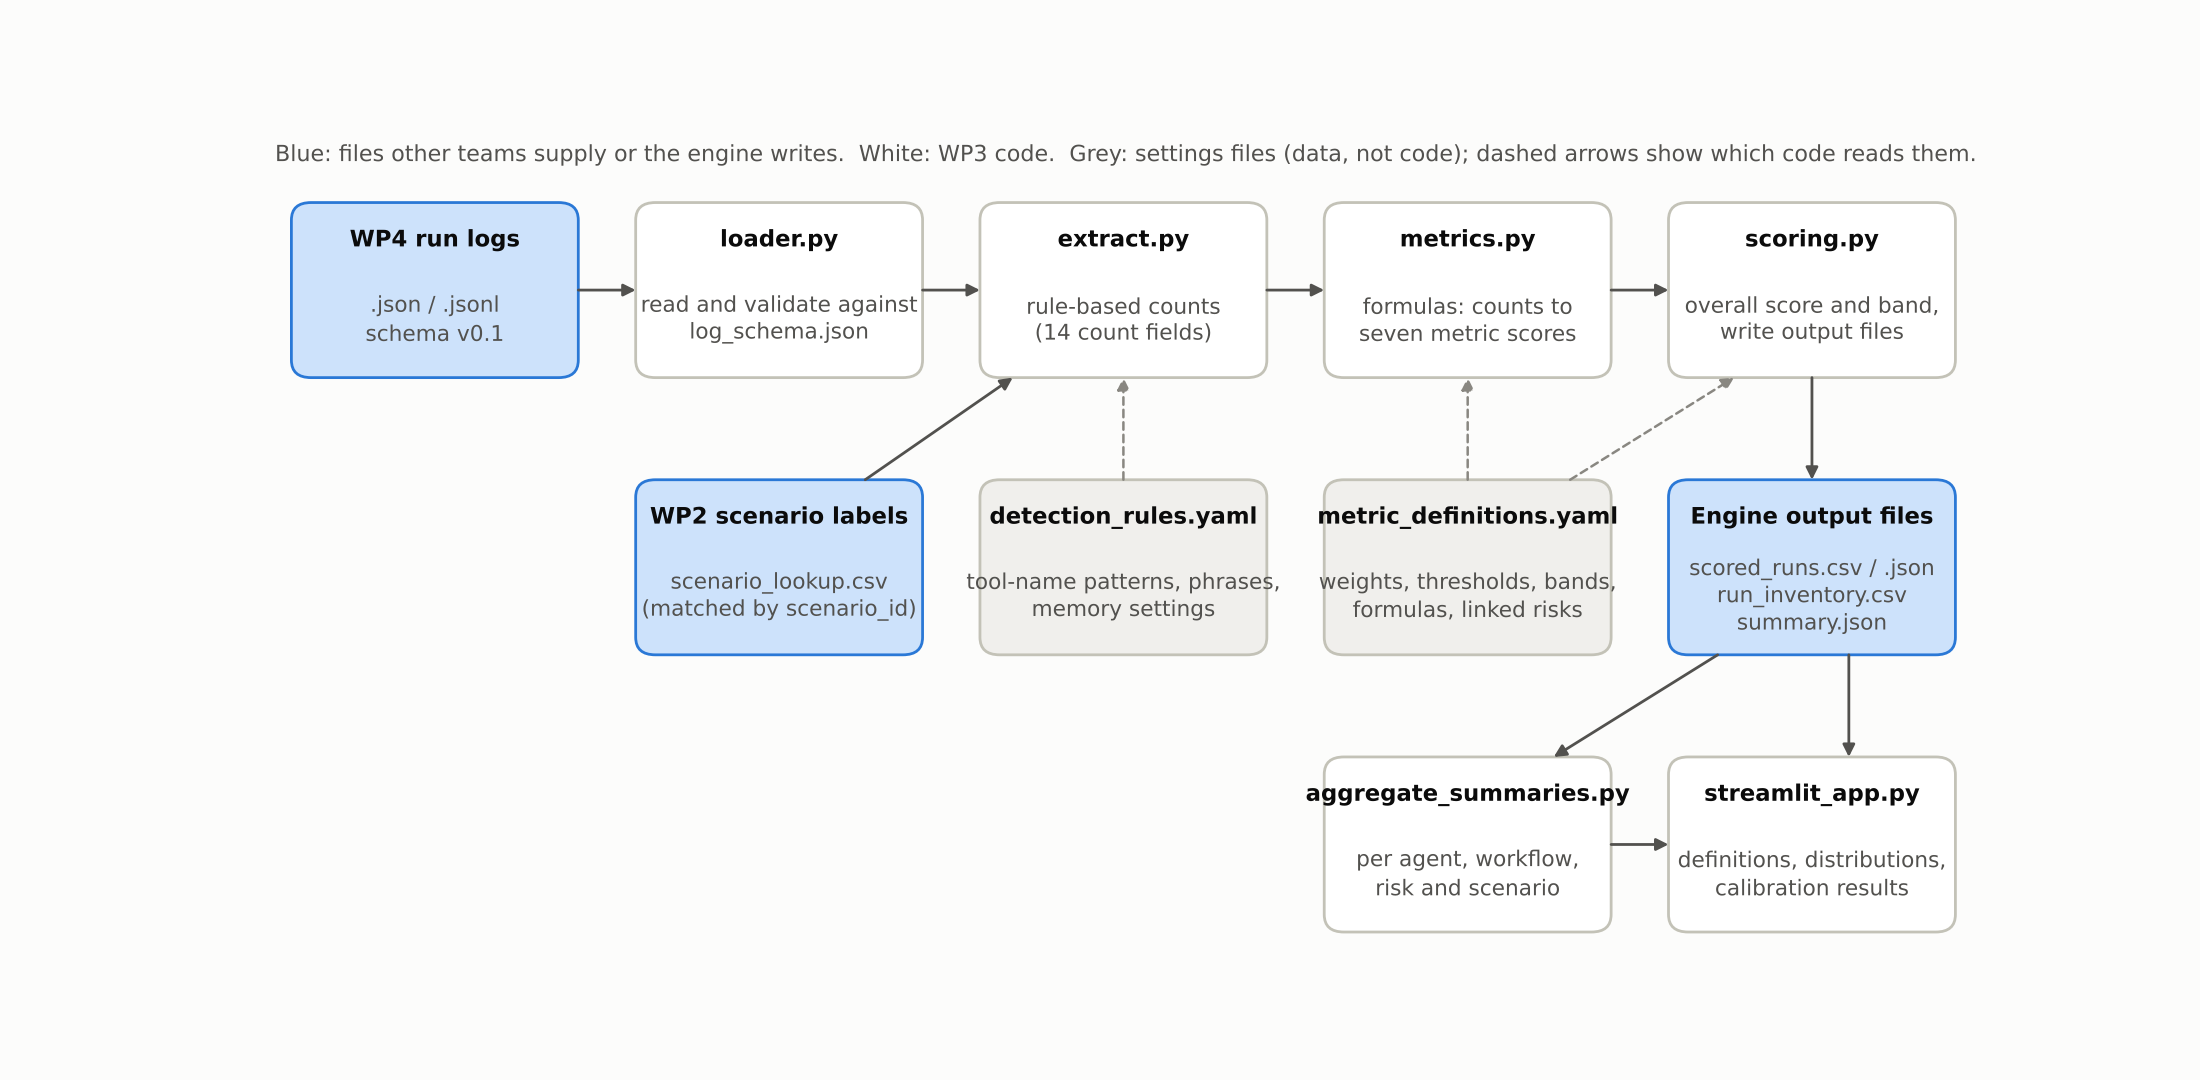 Blue: files other teams supply or the engine writes.  White: WP3 code.  Grey: settings files (data, not code); dashed arrows show which code reads them.
WP4 run logs
.json / .jsonl
schema v0.1
loader.py
read and validate against
log_schema.json
extract.py
rule-based counts
(14 count fields)
metrics.py
formulas: counts to
seven metric scores
scoring.py
overall score and band,
write output files
WP2 scenario labels
scenario_lookup.csv
(matched by scenario_id)
detection_rules.yaml
tool-name patterns, phrases,
memory settings
metric_definitions.yaml
weights, thresholds, bands,
formulas, linked risks
Engine output files
scored_runs.csv / .json
run_inventory.csv
summary.json
aggregate_summaries.py
per agent, workflow,
risk and scenario
streamlit_app.py
definitions, distributions,
calibration results